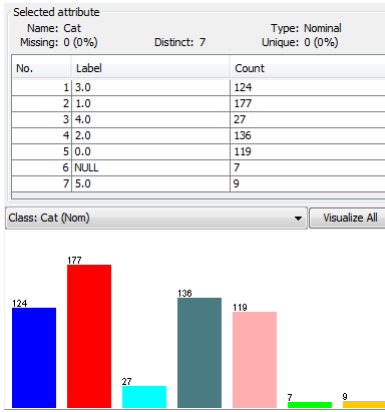 Selected attribute
Name: Cat Type: Nominal
Missing: 0 (0%) Distinct: 7 Unique: 0 (0%)
No. Label Count
1 3.0 124
2 1.0 177
3 4.0 27
4 2.0 136
5 0.0 119
6 NULL 7
7 5.0 9
Class: Cat (Nom) Visualize All
124 177 27 136 119 7 9